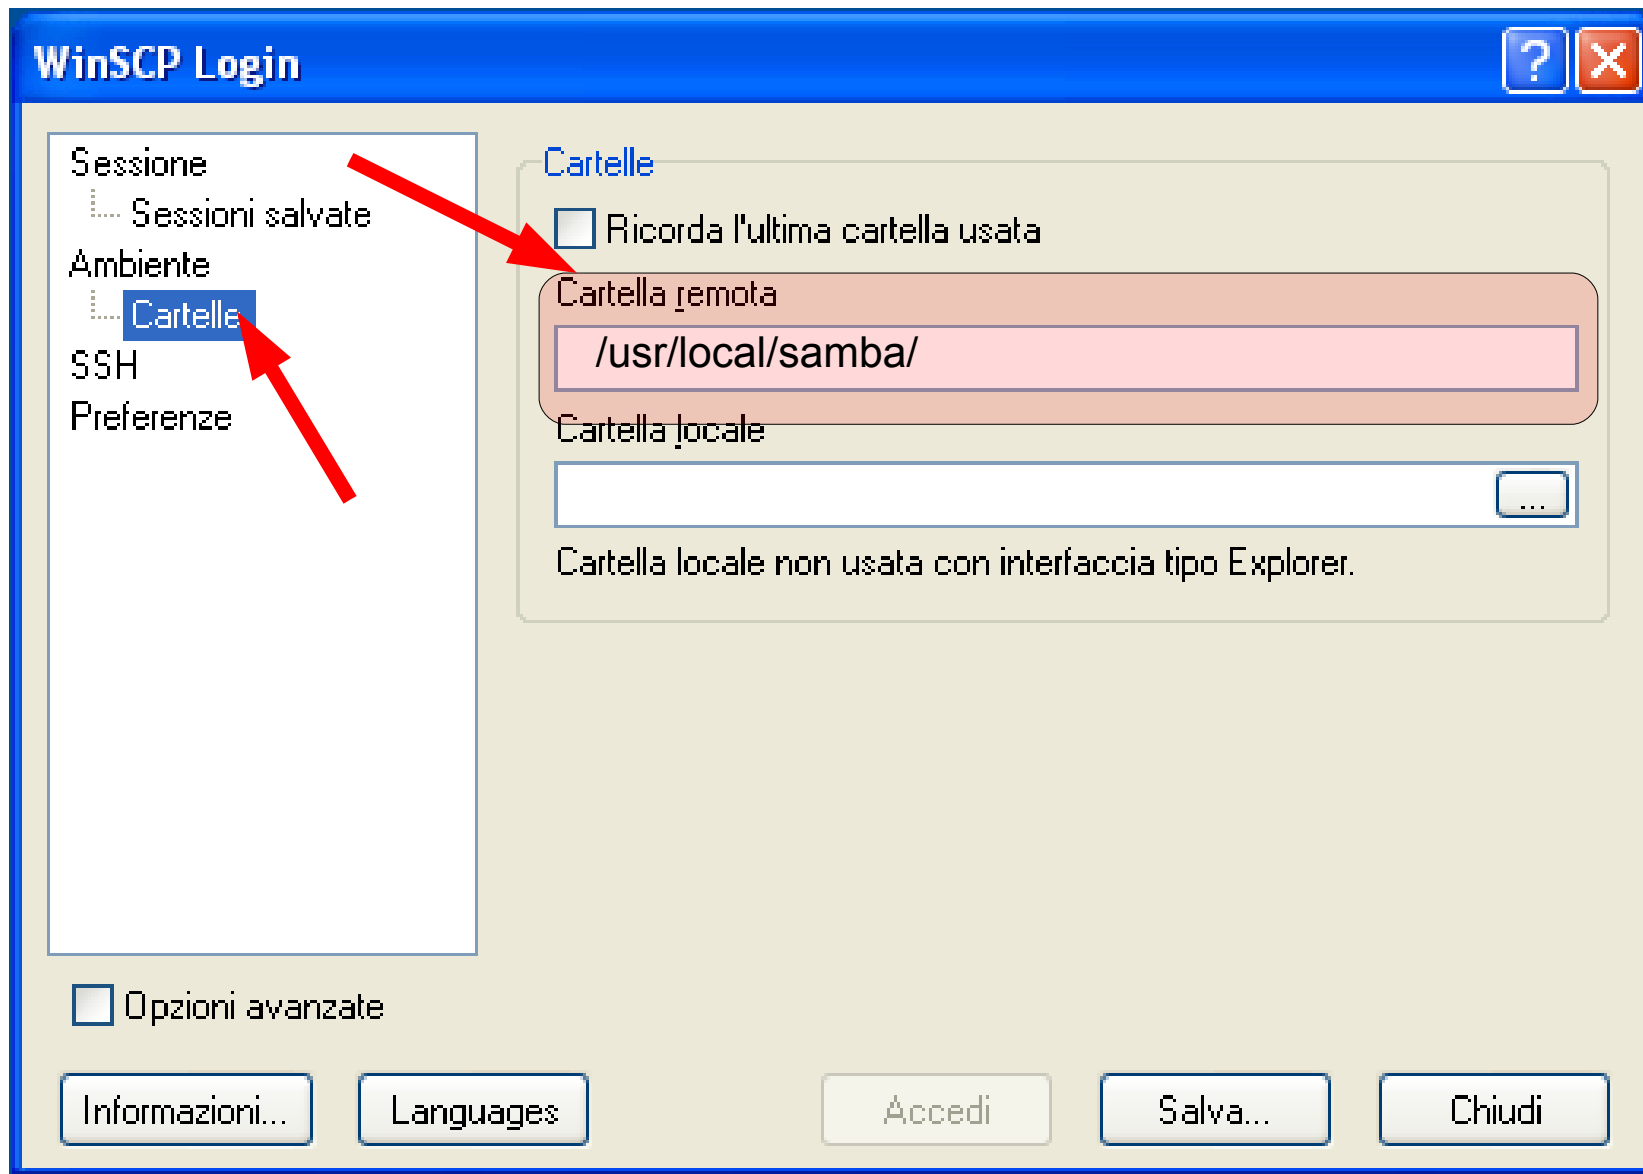 WinSCP Login
Sessione
Sessioni salvate
Ambiente
Cartelle
SSH
Preferenze
Cartelle
Ricorda l'ultima cartella usata
Cartella remota
/usr/local/samba/
Cartella locale
...
Cartella locale non usata con interfaccia tipo Explorer.
Opzioni avanzate
Informazioni...
Languages
Accedi
Salva...
Chiudi